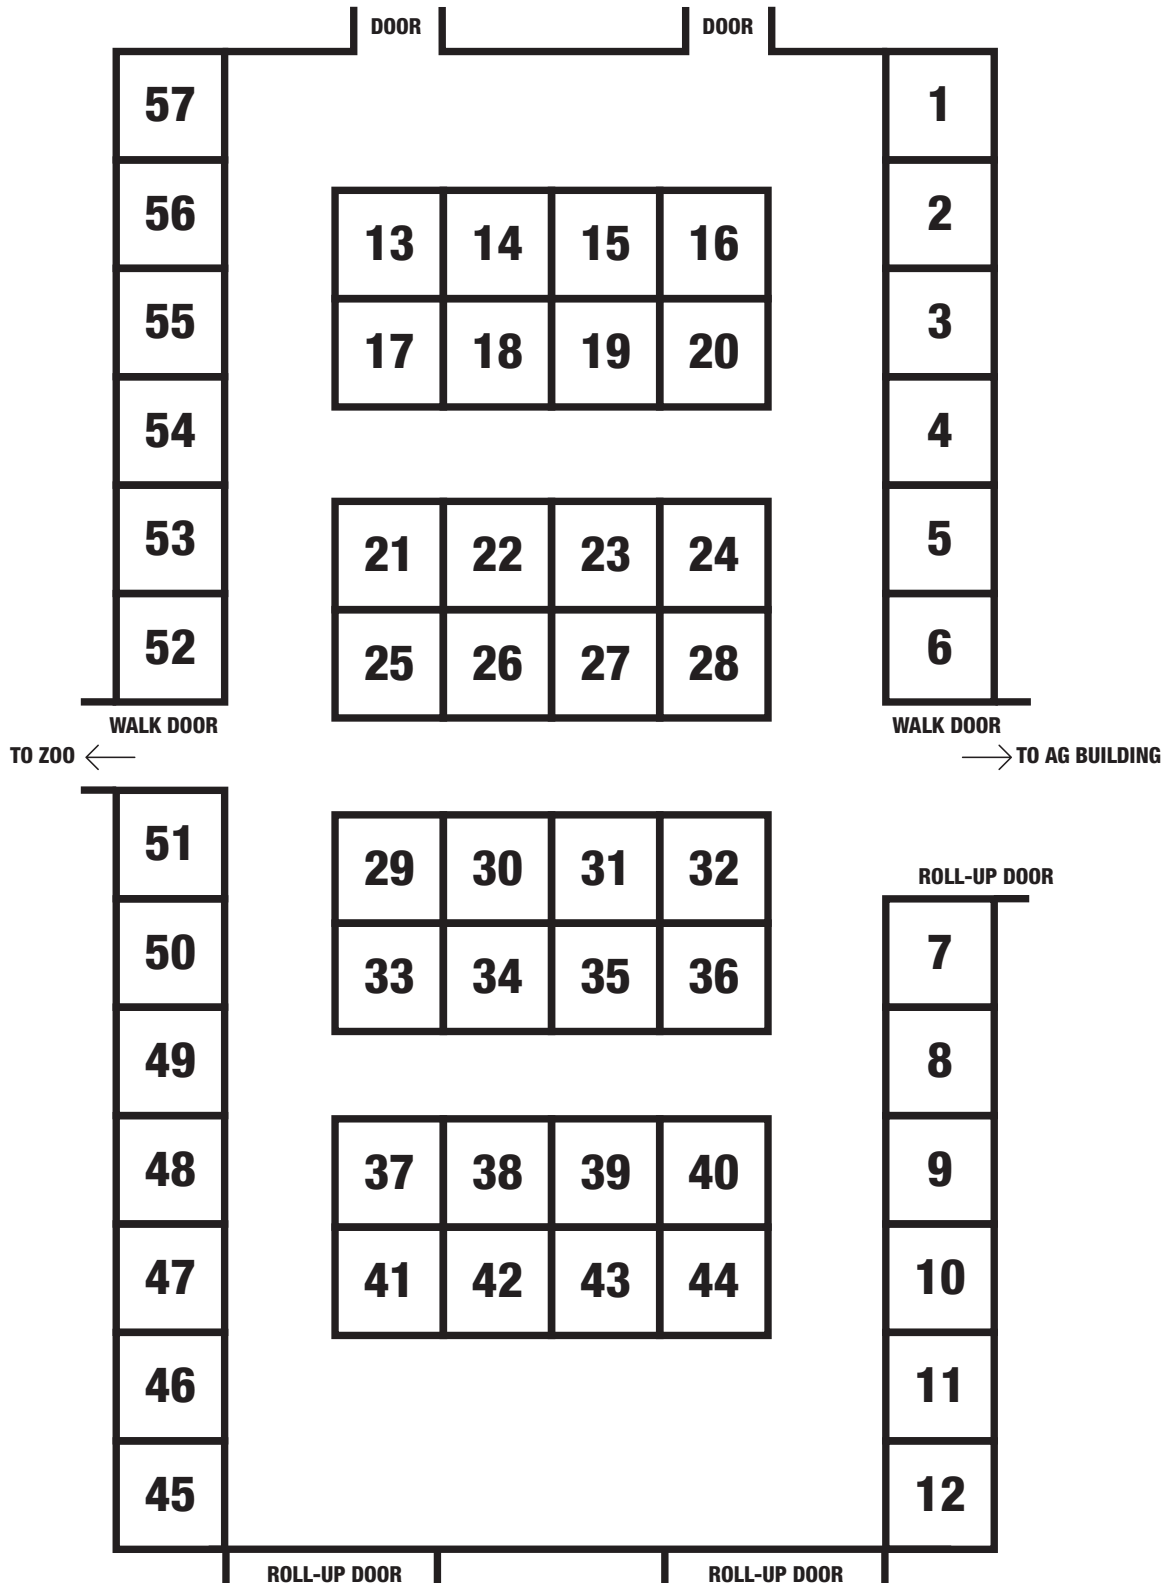 DOOR DOOR
57 1
56 2
13 14 15 16
55 3
17 18 19 20
54 4
53 5
21 22 23 24
52 6
25 26 27 28
WALK DOOR WALK DOOR
TO ZOO TO AG BUILDING
51
29 30 31 32
ROLL-UP DOOR
50 7
33 34 35 36
49 8
48 9
37 38 39 40
47 10
41 42 43 44
46 11
45 12
ROLL-UP DOOR ROLL-UP DOOR